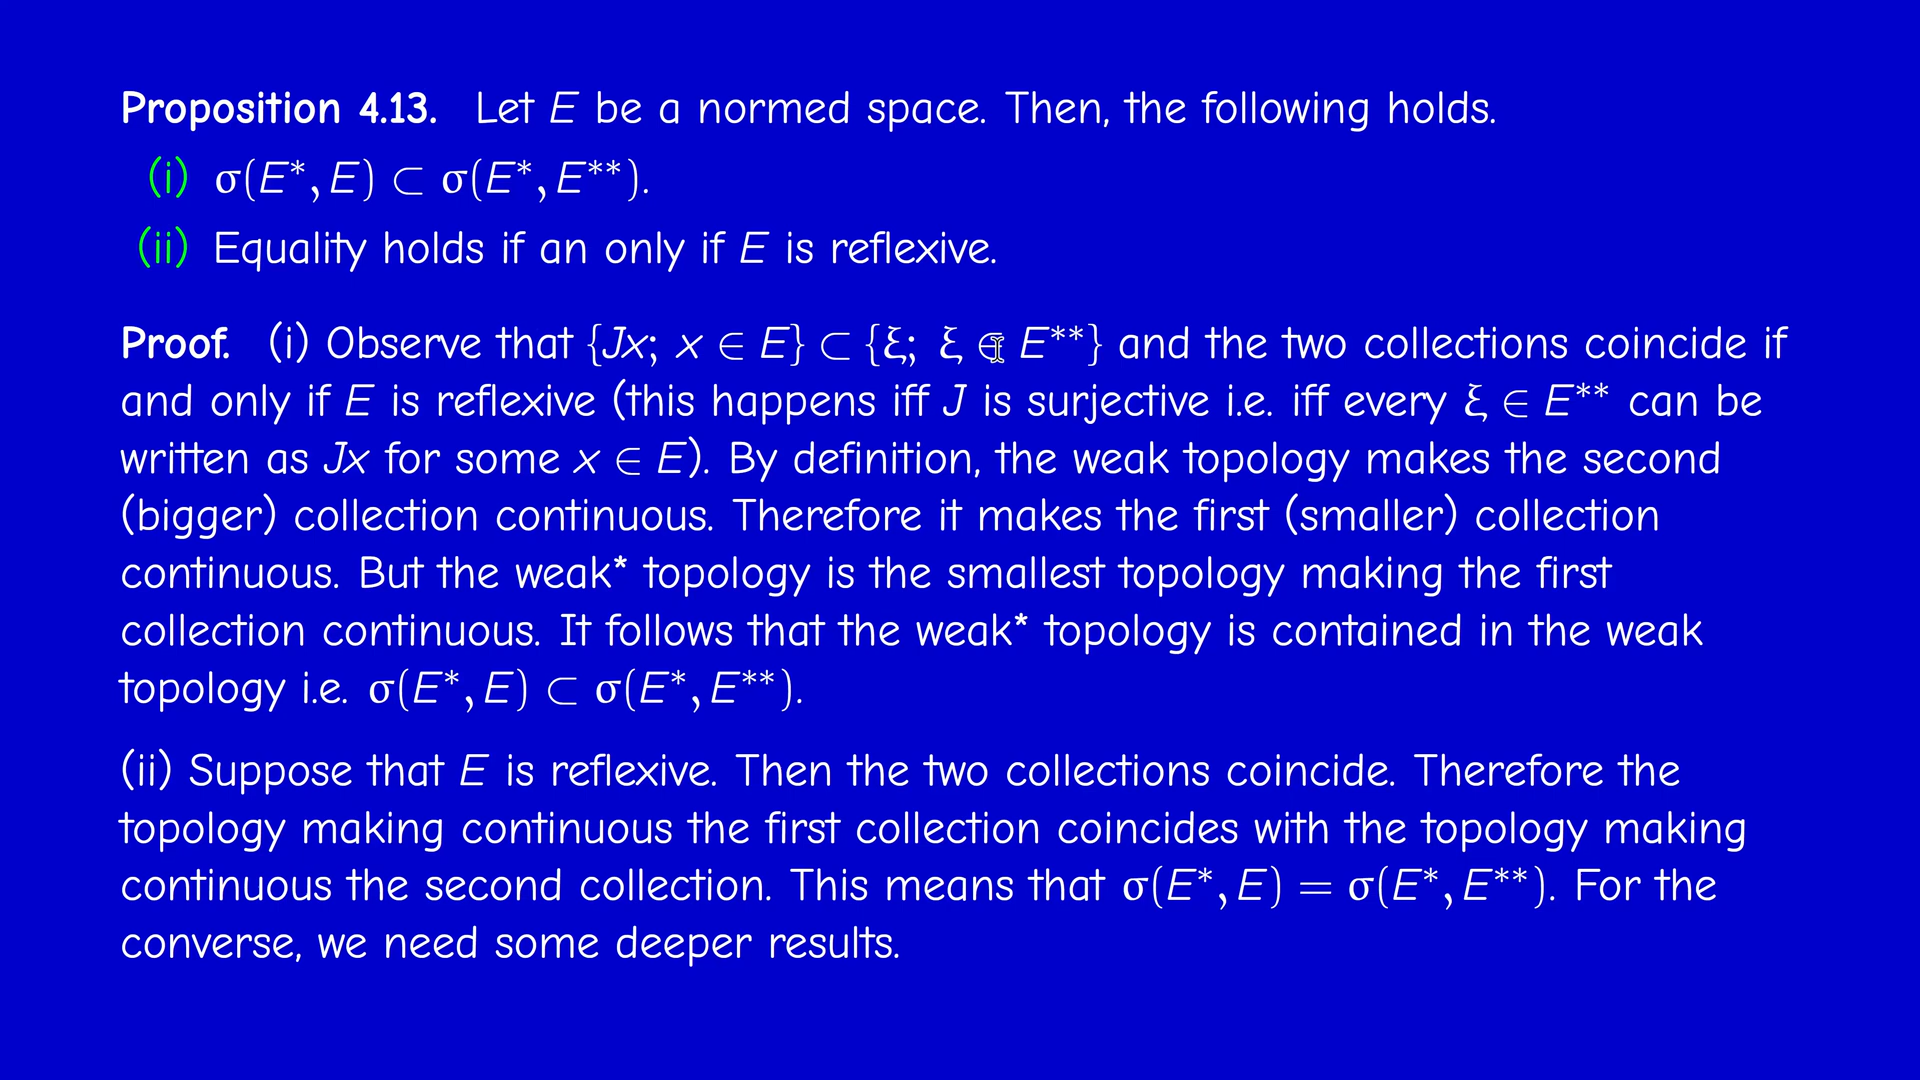 Proposition 4.13. Let E be a normed space. Then, the following holds.
(i) σ(E*, E) ⊂ σ(E*, E**).
(ii) Equality holds if an only if E is reflexive.
Proof. (i) Observe that {Jx; x ∈ E} ⊂ {ξ; ξ ∈ E**} and the two collections coincide if
and only if E is reflexive (this happens iff J is surjective i.e. iff every ξ ∈ E** can be
written as Jx for some x ∈ E). By definition, the weak topology makes the second
(bigger) collection continuous. Therefore it makes the first (smaller) collection
continuous. But the weak* topology is the smallest topology making the first
collection continuous. It follows that the weak* topology is contained in the weak
topology i.e. σ(E*, E) ⊂ σ(E*, E**).
(ii) Suppose that E is reflexive. Then the two collections coincide. Therefore the
topology making continuous the first collection coincides with the topology making
continuous the second collection. This means that σ(E*, E) = σ(E*, E**). For the
converse, we need some deeper results.